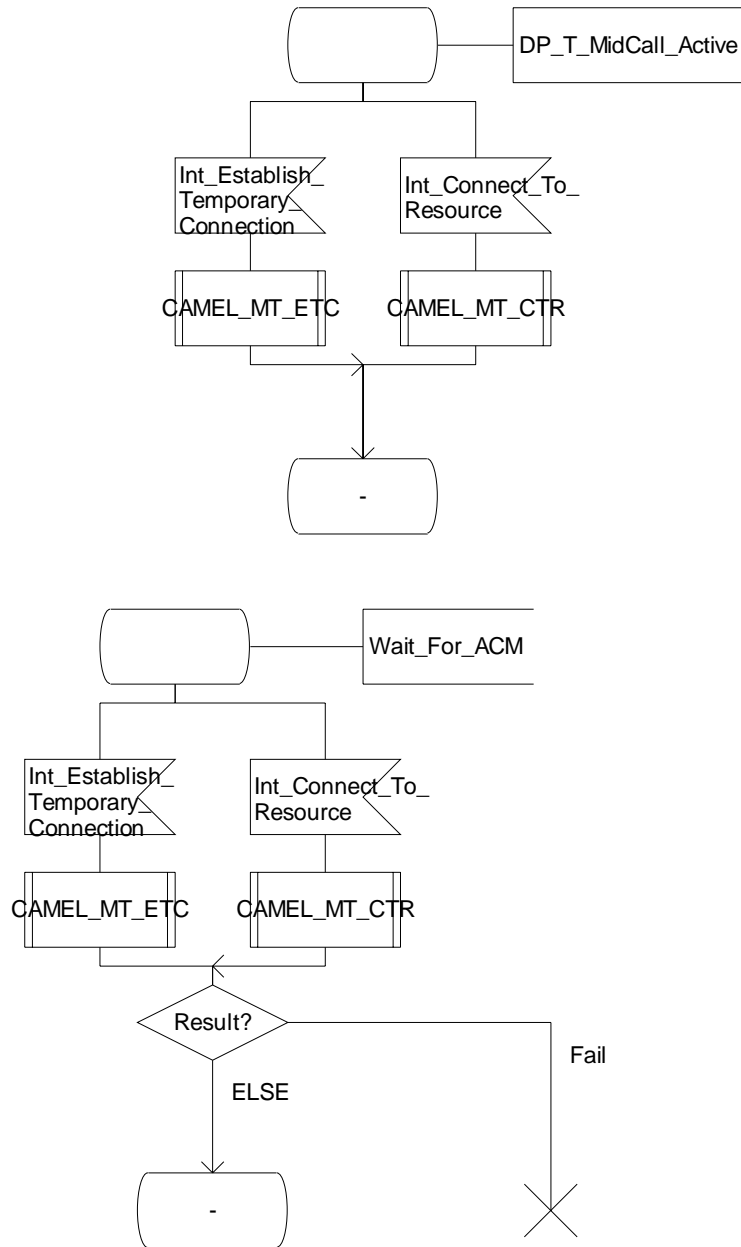 DP_T_MidCall_Active
Int_Establish_
Temporary_
Connection
Int_Connect_To_
Resource
CAMEL_MT_ETC
CAMEL_MT_CTR
-
Wait_For_ACM
Int_Establish_
Temporary_
Connection
Int_Connect_To_
Resource
CAMEL_MT_ETC
CAMEL_MT_CTR
Result?
Fail
ELSE
-